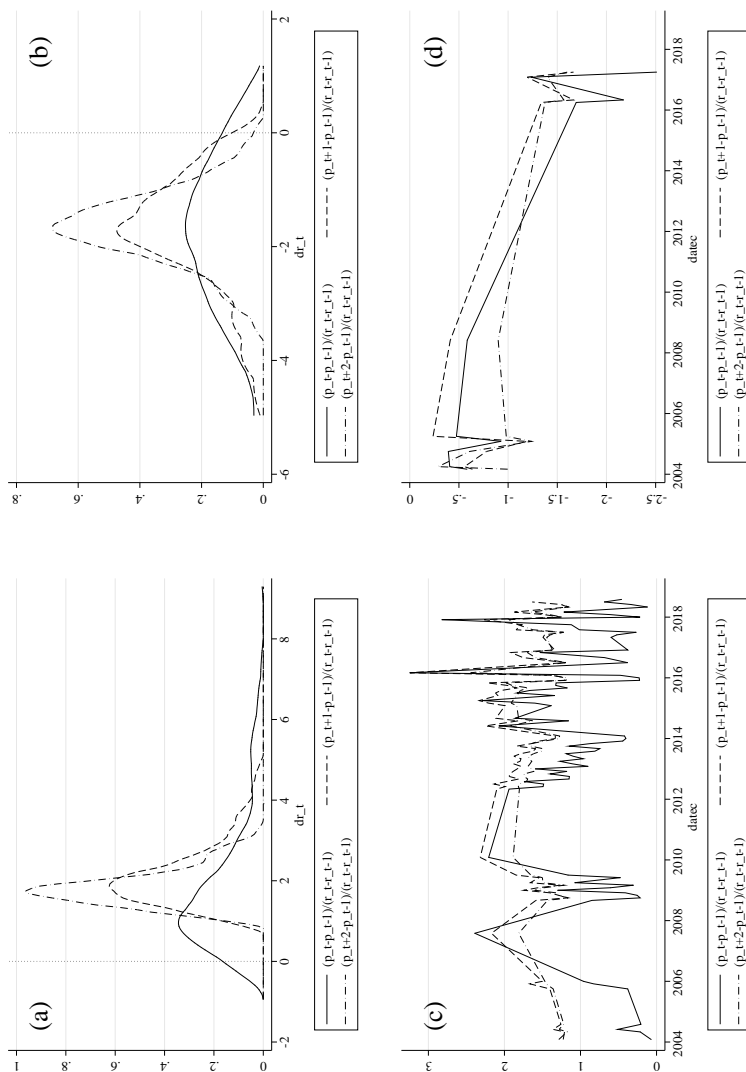 (a)
1
.8
.6
.4
.2
0
-2 0 2 4 6 8
dr_t
(p_t-p_t-1)/(r_t-r_t-1) (p_t+1-p_t-1)/(r_t-r_t-1)
(p_t+2-p_t-1)/(r_t-r_t-1)
(b)
.8
.6
.4
.2
0
-6 -4 -2 0 2
dr_t
(p_t-p_t-1)/(r_t-r_t-1) (p_t+1-p_t-1)/(r_t-r_t-1)
(p_t+2-p_t-1)/(r_t-r_t-1)
(c)
3
2
1
0
2004 2006 2008 2010 2012 2014 2016 2018
datec
(p_t-p_t-1)/(r_t-r_t-1) (p_t+1-p_t-1)/(r_t-r_t-1)
(p_t+2-p_t-1)/(r_t-r_t-1)
(d)
0
-.5
-1
-1.5
-2
-2.5
2004 2006 2008 2010 2012 2014 2016 2018
datec
(p_t-p_t-1)/(r_t-r_t-1) (p_t+1-p_t-1)/(r_t-r_t-1)
(p_t+2-p_t-1)/(r_t-r_t-1)